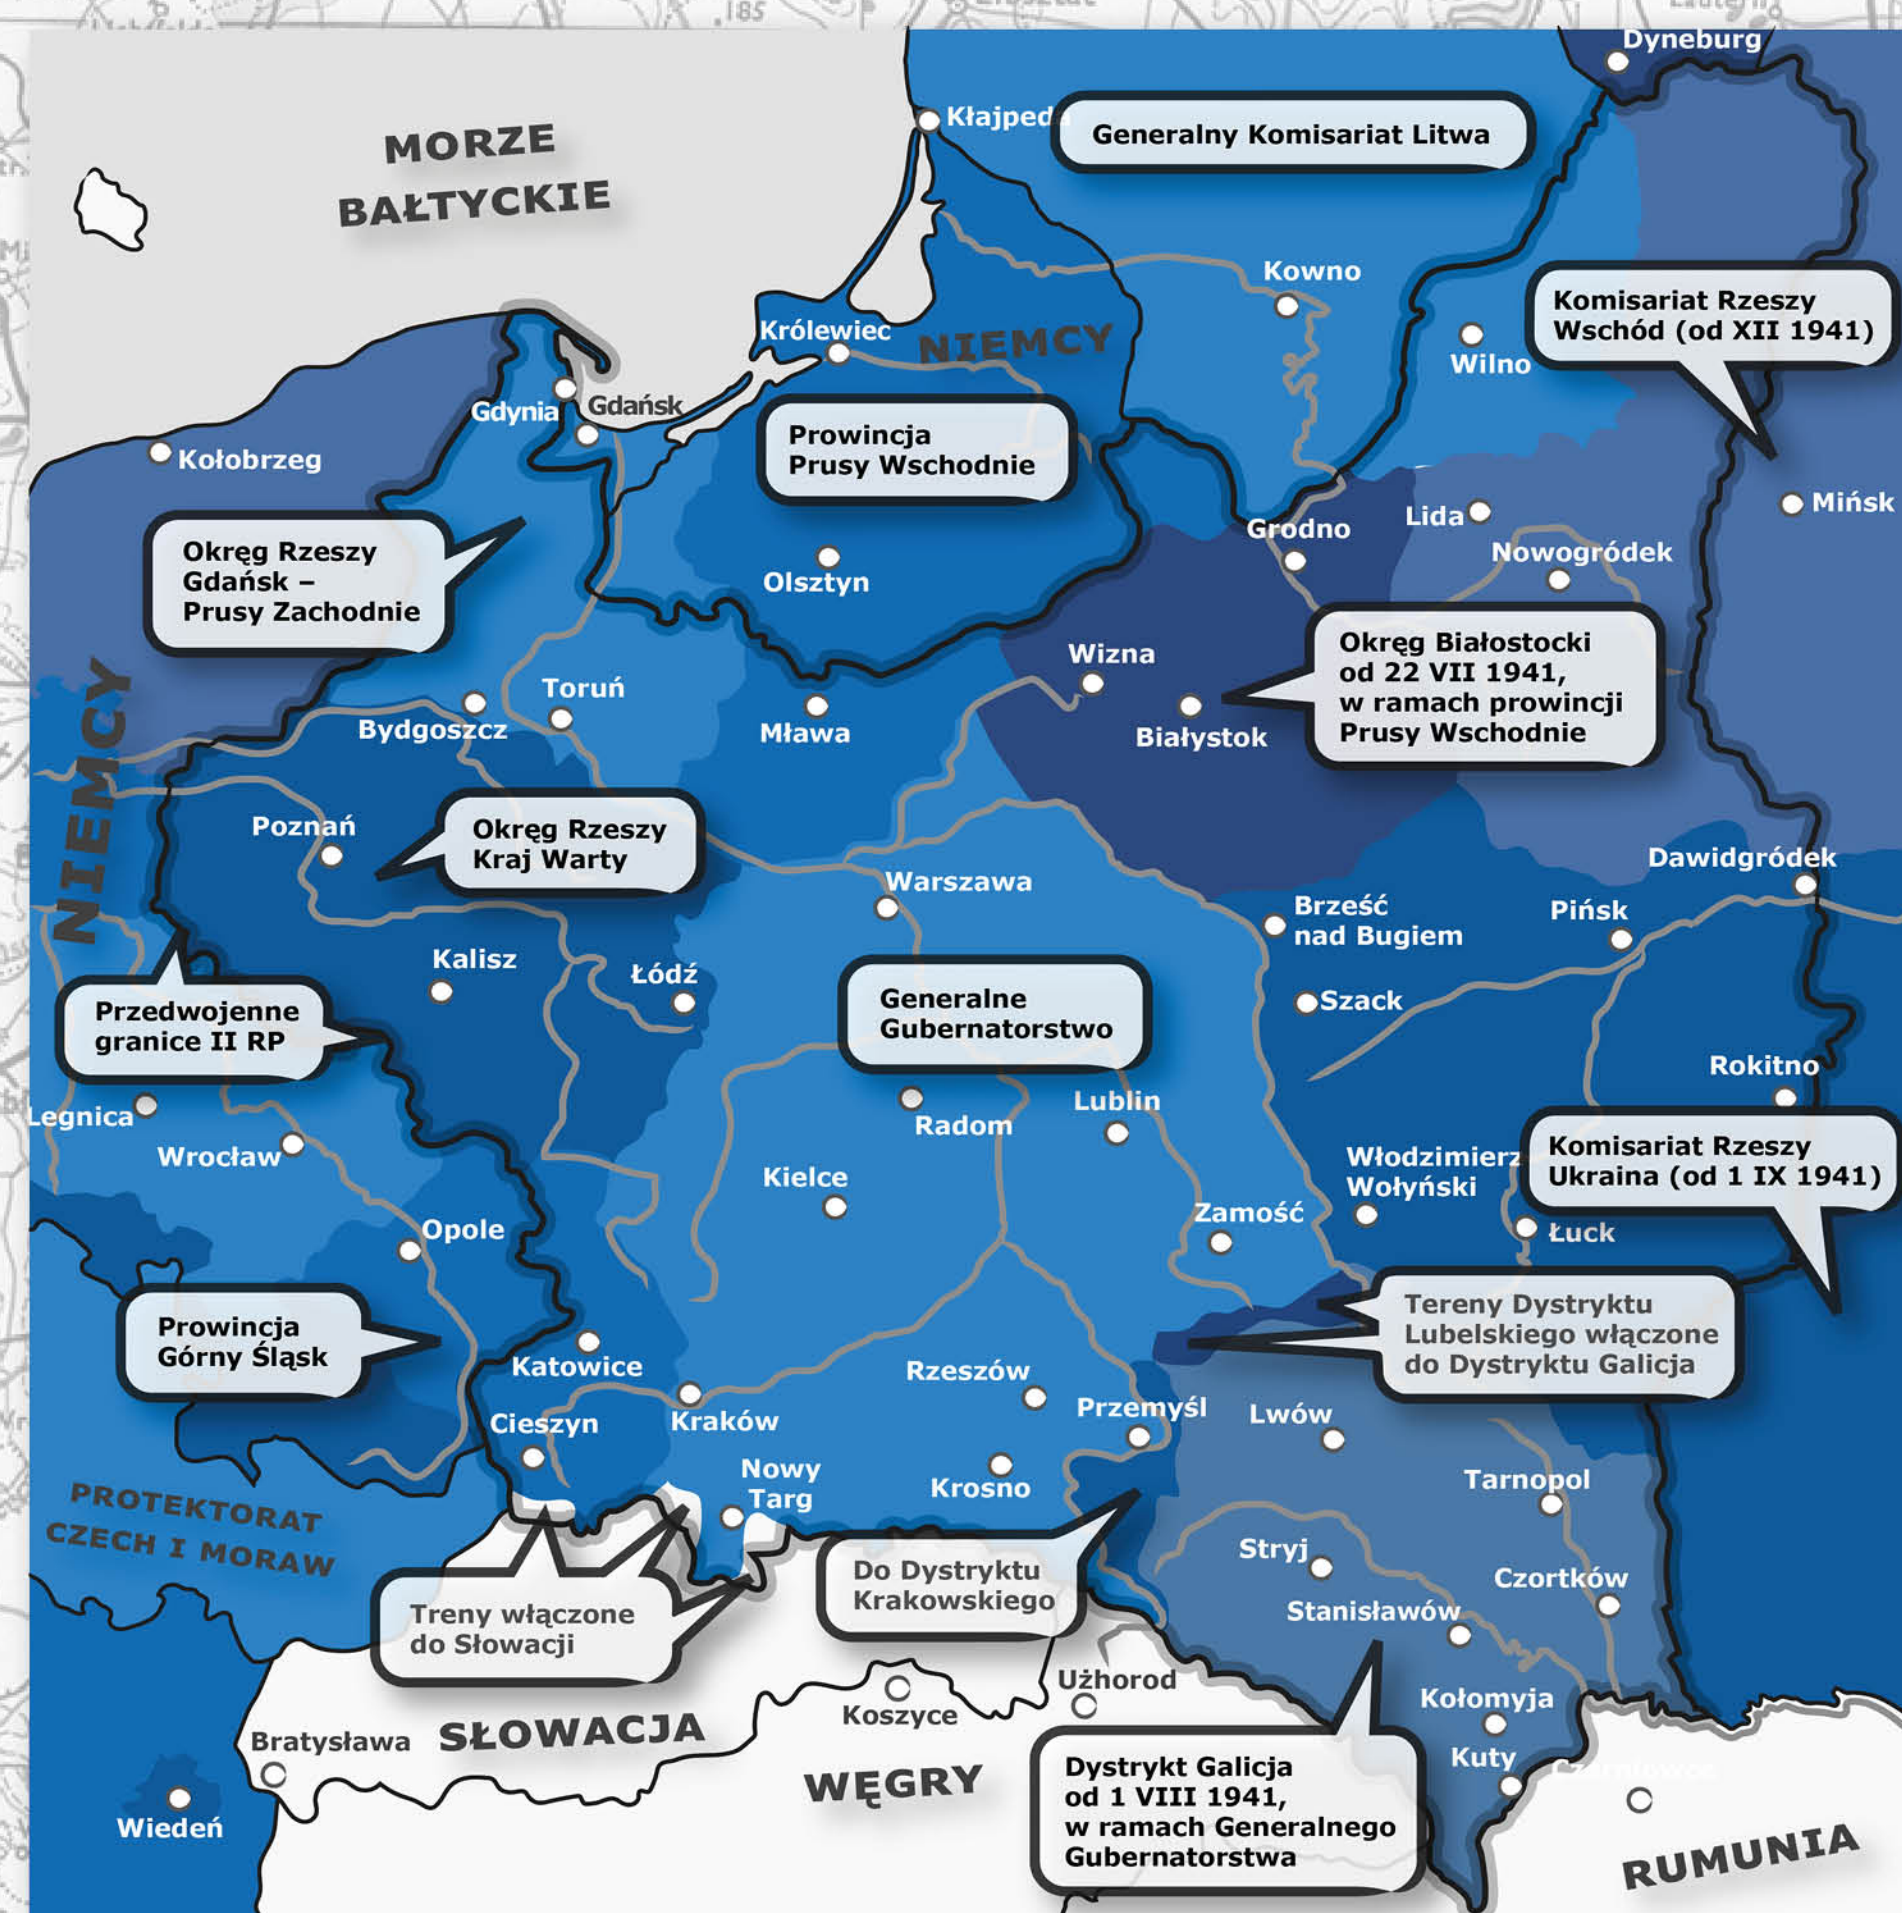 .185
Dyneburg
Kłajpeda
Generalny Komisariat Litwa
MORZE
BAŁTYCKIE
Kowno
Komisariat Rzeszy
Wschód (od XII 1941)
Królewiec
NIEMCY
Wilno
Gdynia
Gdańsk
Kołobrzeg
Prowincja
Prusy Wschodnie
Mińsk
Lida
Grodno
Nowogródek
Okręg Rzeszy
Gdańsk –
Prusy Zachodnie
Olsztyn
Okręg Białostocki
od 22 VII 1941,
w ramach prowincji
Prusy Wschodnie
Wizna
Białystok
Toruń
Bydgoszcz
Mława
NIEMCY
Poznań
Okręg Rzeszy
Kraj Warty
Dawidgródek
Warszawa
Brześć
nad Bugiem
Pińsk
Kalisz
Łódź
Szack
Przedwojenne
granice II RP
Generalne
Gubernatorstwo
Rokitno
Legnica
Wrocław
Radom
Lublin
Kielce
Włodzimierz
Wołyński
Komisariat Rzeszy
Ukraina (od 1 IX 1941)
Zamość
Łuck
Opole
Prowincja
Górny Śląsk
Tereny Dystryktu
Lubelskiego włączone
do Dystryktu Galicja
Katowice
Rzeszów
Cieszyn
Kraków
Przemyśl
Lwów
Nowy
Targ
Krosno
Tarnopol
PROTEKTORAT
CZECH I MORAW
Stryj
Czortków
Do Dystryktu
Krakowskiego
Treny włączone
do Słowacji
Stanisławów
Użhorod
Kołomyja
Koszyce
Bratysława
SŁOWACJA
Kuty
Czerniowce
WĘGRY
Dystrykt Galicja
od 1 VIII 1941,
w ramach Generalnego
Gubernatorstwa
Wiedeń
RUMUNIA